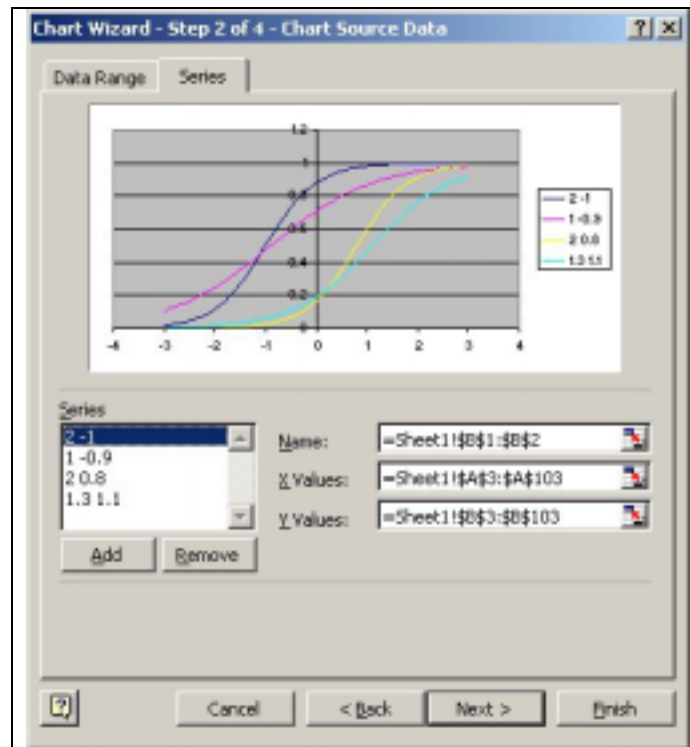 Chart Wizard - Step 2 of 4 - Chart Source Data
Data Range Series
1.2
1
0.8
0.6
0.4
0.2
0
-4 -3 -2 -1 0 1 2 3 4
2 -1
1 -0.9
2 0.8
1.3 1.1
Series
2 -1
1 -0.9
2 0.8
1.3 1.1
Name: =Sheet1!$B$1:$B$2
X Values: =Sheet1!$A$3:$A$103
Y Values: =Sheet1!$B$3:$B$103
Add Remove
Cancel < Back Next > Finish